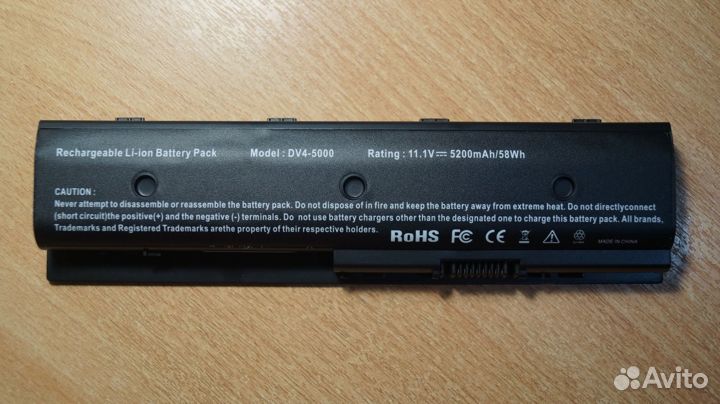 Rechargeable Li-ion Battery Pack Model : DV4-5000 Rating : 11.1V⎓ 5200mAh/58Wh
CAUTION :
Never attempt to disassemble or reassemble the battery pack. Do not dispose of in fire and keep the battery away from extreme heat. Do not directlyconnect
(short circuit)the positive(+) and the negative (-) terminals. Do not use battery chargers other than the designated one to charge this battery pack. All brands,
Trademarks and Registered Trademarks arethe property of their respective holders.
RoHS FC CE MADE IN CHINA
Avito